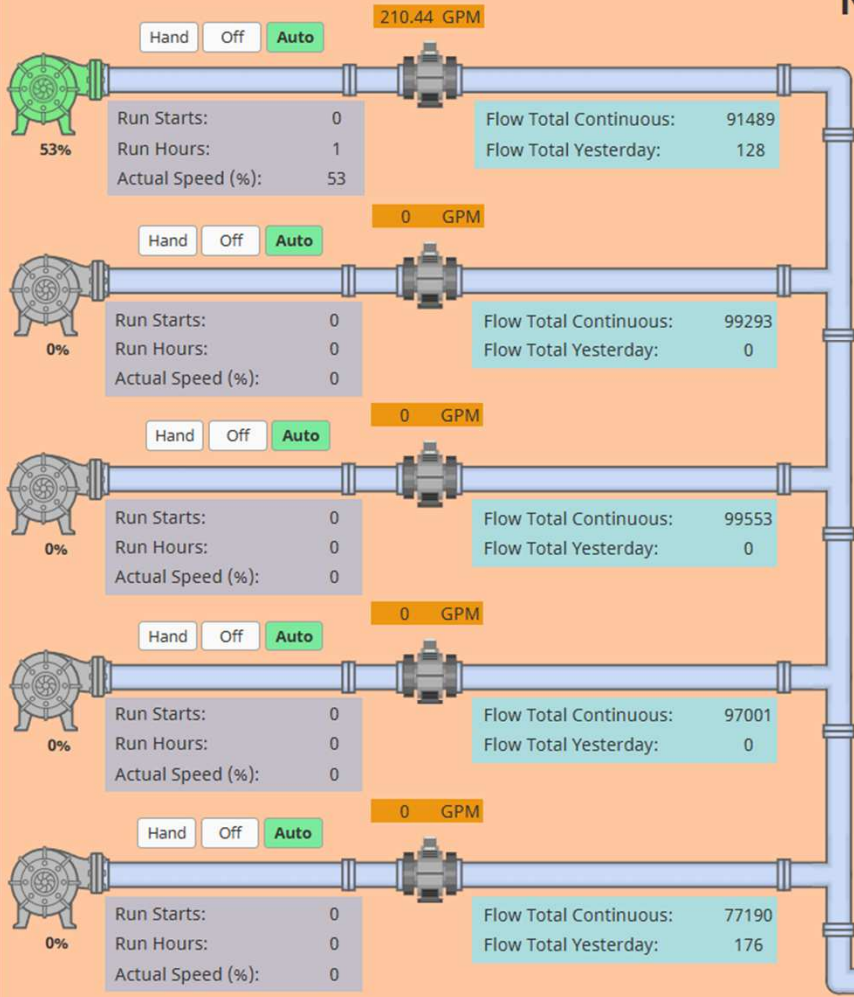 210.44 GPM
Hand Off Auto
53%
Run Starts: 0
Run Hours: 1
Actual Speed (%): 53
Flow Total Continuous: 91489
Flow Total Yesterday: 128
0 GPM
Hand Off Auto
0%
Run Starts: 0
Run Hours: 0
Actual Speed (%): 0
Flow Total Continuous: 99293
Flow Total Yesterday: 0
0 GPM
Hand Off Auto
0%
Run Starts: 0
Run Hours: 0
Actual Speed (%): 0
Flow Total Continuous: 99553
Flow Total Yesterday: 0
0 GPM
Hand Off Auto
0%
Run Starts: 0
Run Hours: 0
Actual Speed (%): 0
Flow Total Continuous: 97001
Flow Total Yesterday: 0
0 GPM
Hand Off Auto
0%
Run Starts: 0
Run Hours: 0
Actual Speed (%): 0
Flow Total Continuous: 77190
Flow Total Yesterday: 176